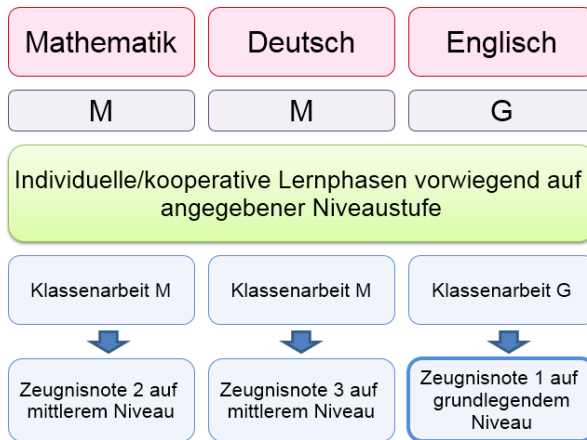 Mathematik Deutsch Englisch
M M G
Individuelle/kooperative Lernphasen vorwiegend auf
angegebener Niveaustufe
Klassenarbeit M Klassenarbeit M Klassenarbeit G
Zeugnisnote 2 auf
mittlerem Niveau
Zeugnisnote 3 auf
mittlerem Niveau
Zeugnisnote 1 auf
grundlegendem
Niveau